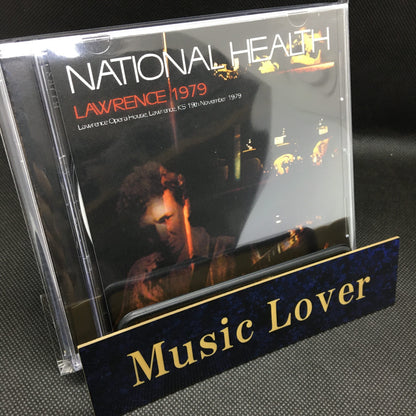 NATIONAL HEALTH
LAWRENCE 1979
Lawrence Opera House, Lawrence, KS 19th November 1979
Music Lover